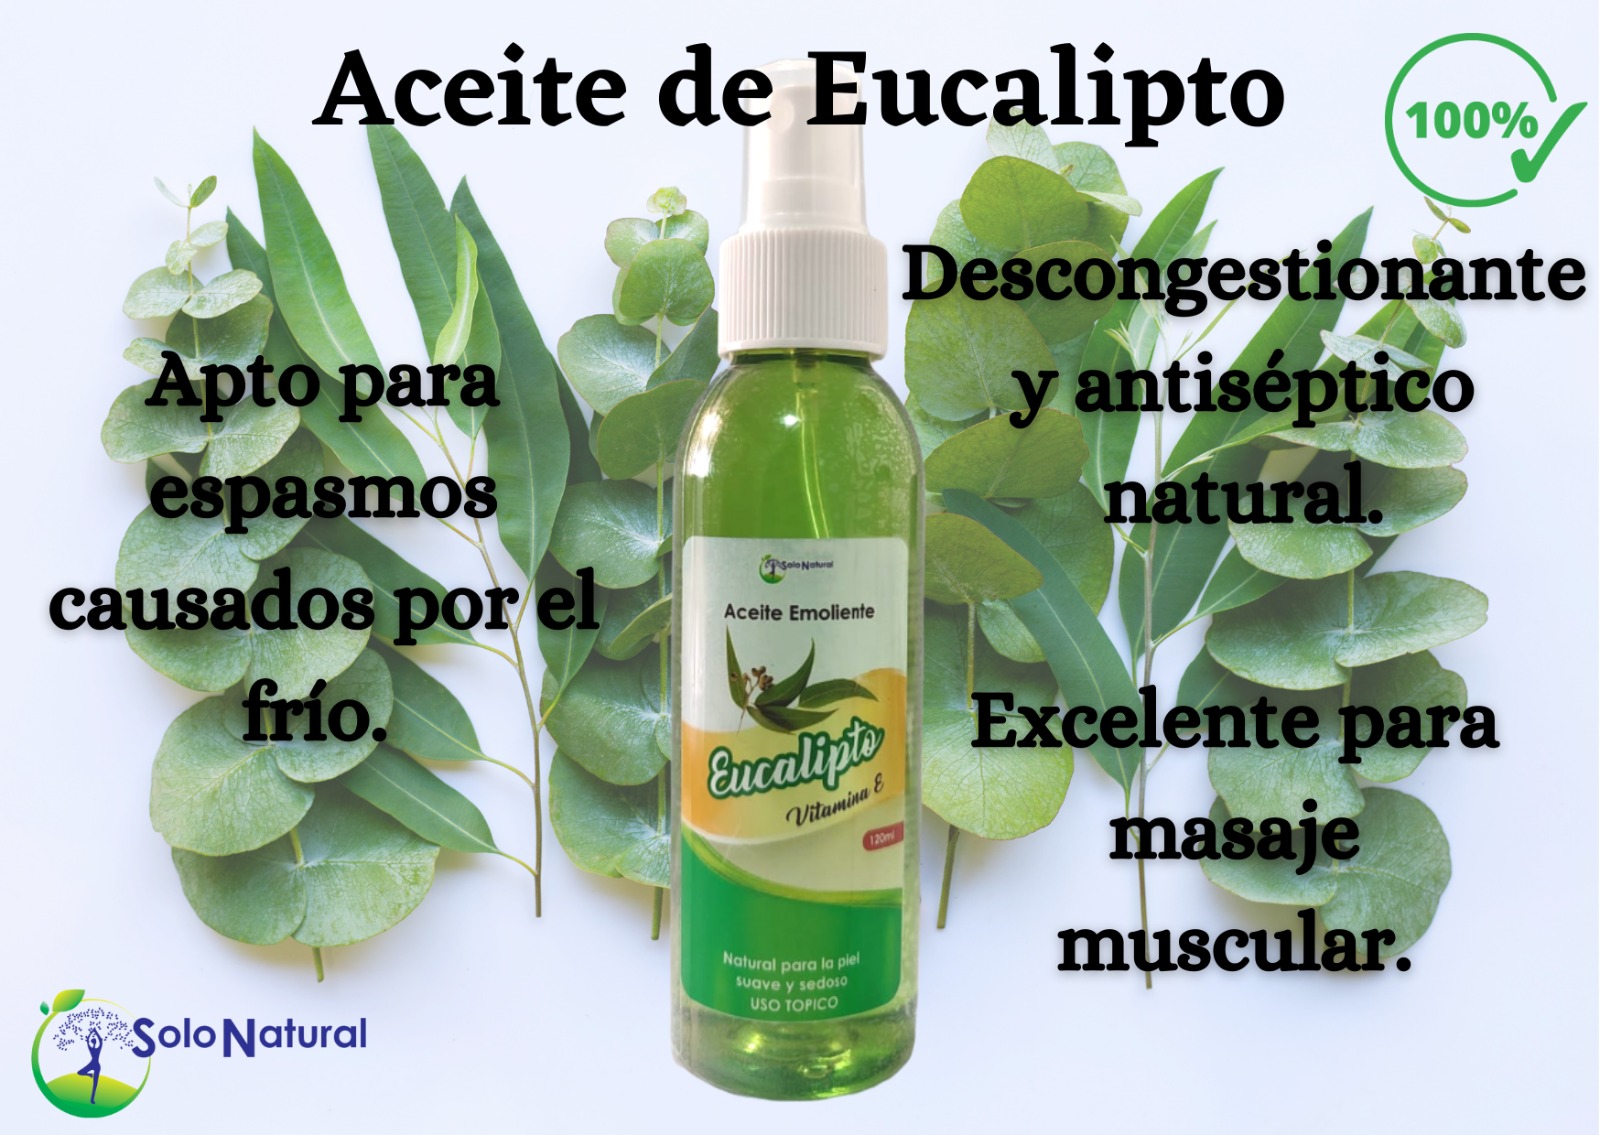 Aceite de Eucalipto
100%
Apto para
espasmos
causados por el
frío.
Descongestionante
y antiséptico
natural.
Excelente para
masaje
muscular.
Solo Natural
Aceite Emoliente
Eucalipto
Vitamina E
120ml
Natural para la piel
suave y sedoso
USO TOPICO
Solo Natural